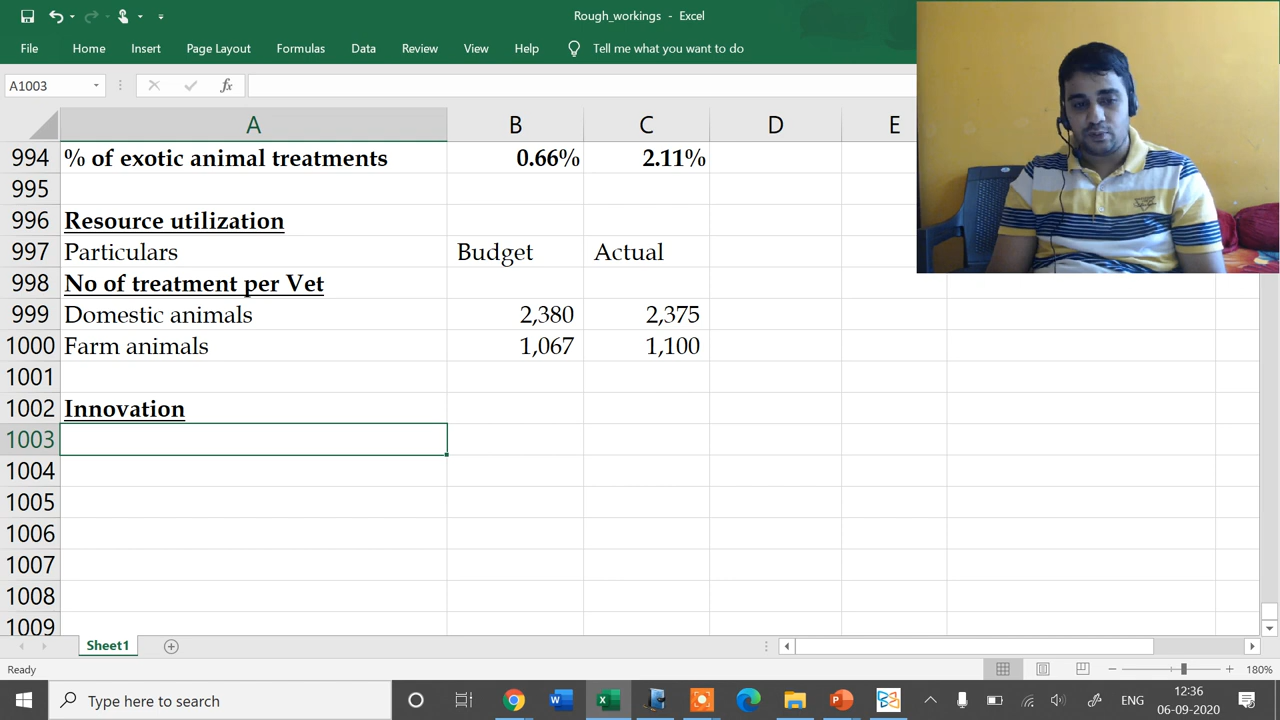 Rough_workings - Excel
File Home Insert Page Layout Formulas Data Review View Help Tell me what you want to do
A1003 fx
A B C D E
994 % of exotic animal treatments 0.66% 2.11%
995
996 Resource utilization
997 Particulars Budget Actual
998 No of treatment per Vet
999 Domestic animals 2,380 2,375
1000 Farm animals 1,067 1,100
1001
1002 Innovation
1003
1004
1005
1006
1007
1008
1009
Sheet1
Ready 180%
Type here to search ENG 12:36
06-09-2020